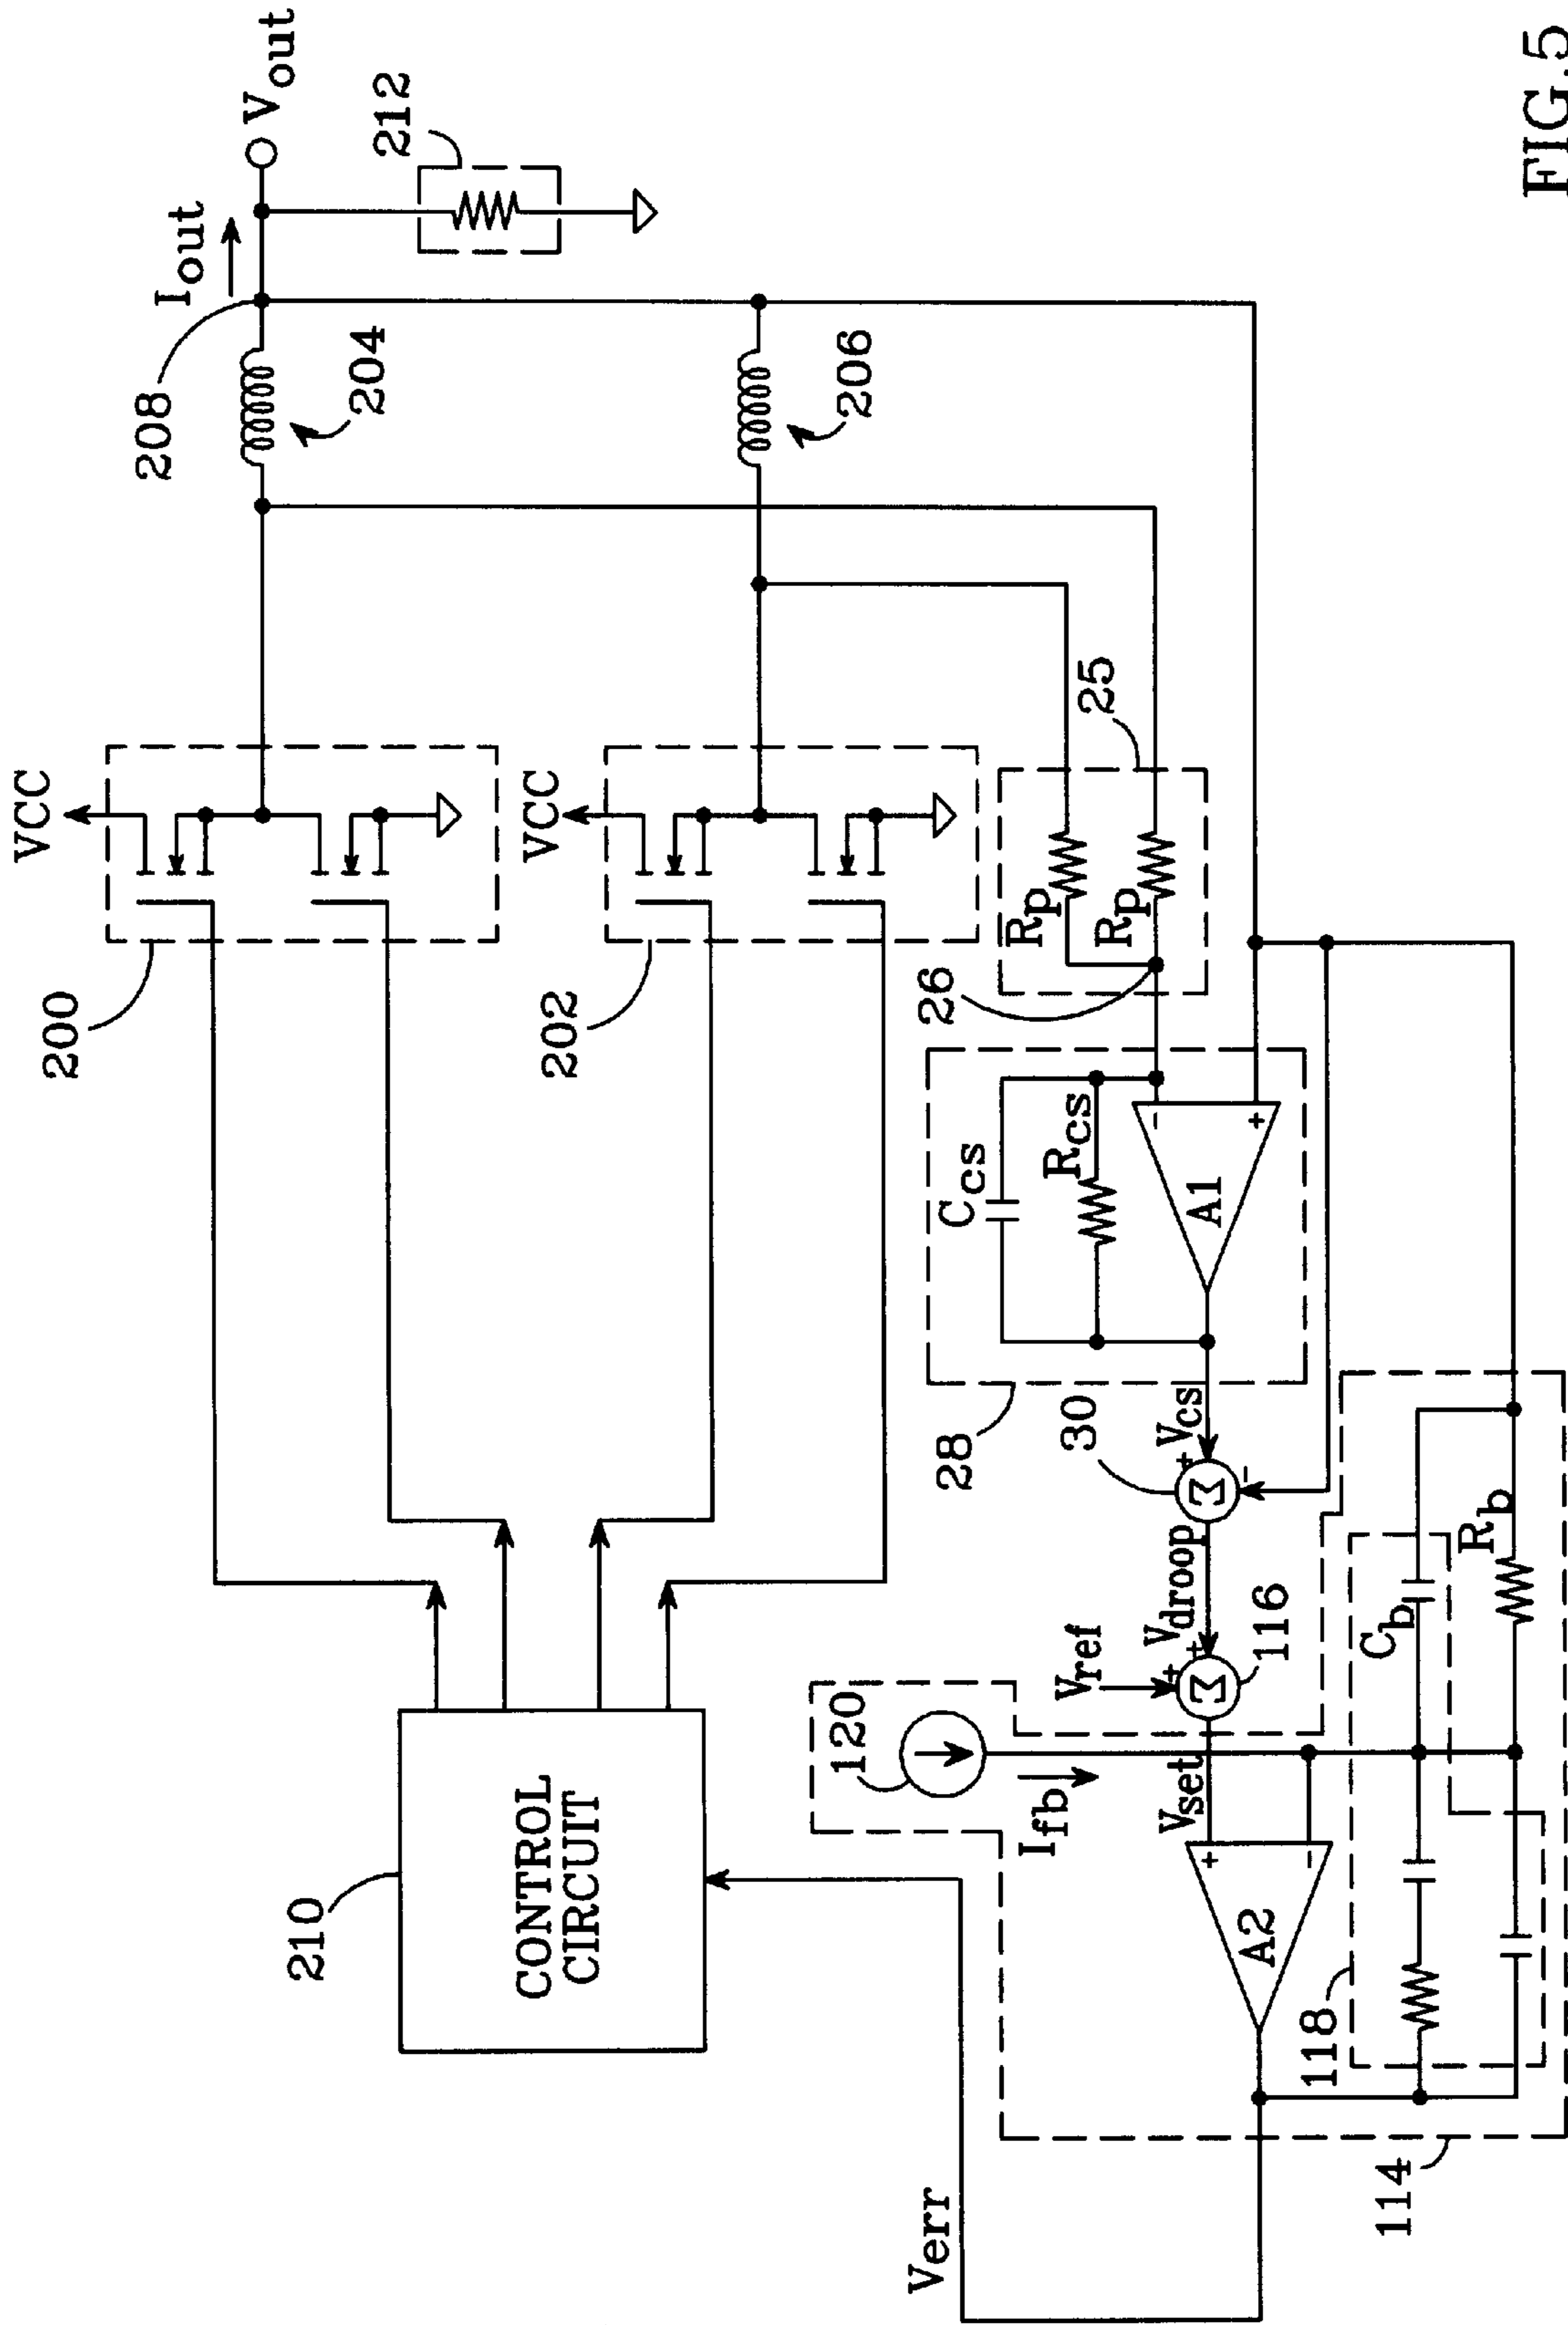 VCC
200
VCC
202
208
Iout
Vout
204
212
206
210
CONTROL
CIRCUIT
25
Rp
Rp
26
Ccs
Rcs
A1
-
+
28
30
Vcs
+
Σ
-
Vdroop
Vref
+
+
Σ
116
120
Ifb
Vset
+
-
A2
Cb
Rb
118
114
Verr
FIG.5